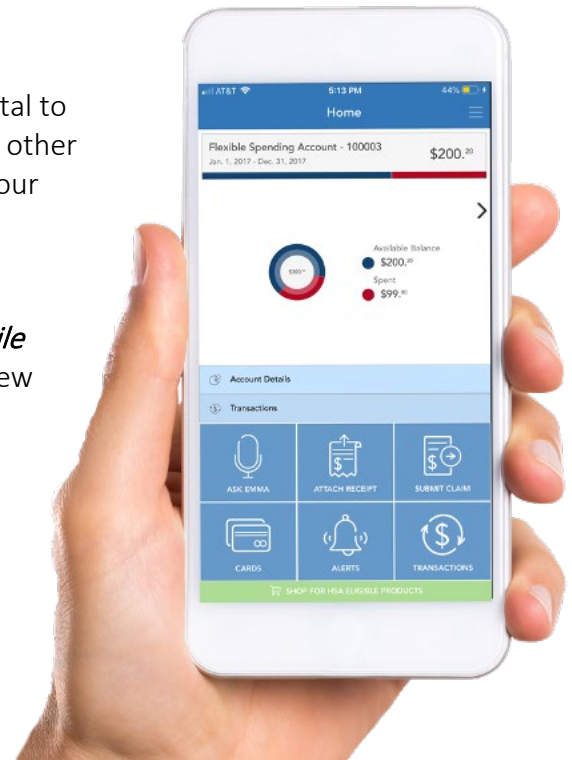 tal to
other
our
ile
ew
AT&T 5:13 PM 44%
Home
Flexible Spending Account - 100003
Jan. 1, 2017 - Dec. 31, 2017
$200.20
Available Balance
$200.20
Spent
$99.80
Account Details
Transactions
ASK EMMA ATTACH RECEIPT SUBMIT CLAIM
CARDS ALERTS TRANSACTIONS
SHOP FOR HSA ELIGIBLE PRODUCTS